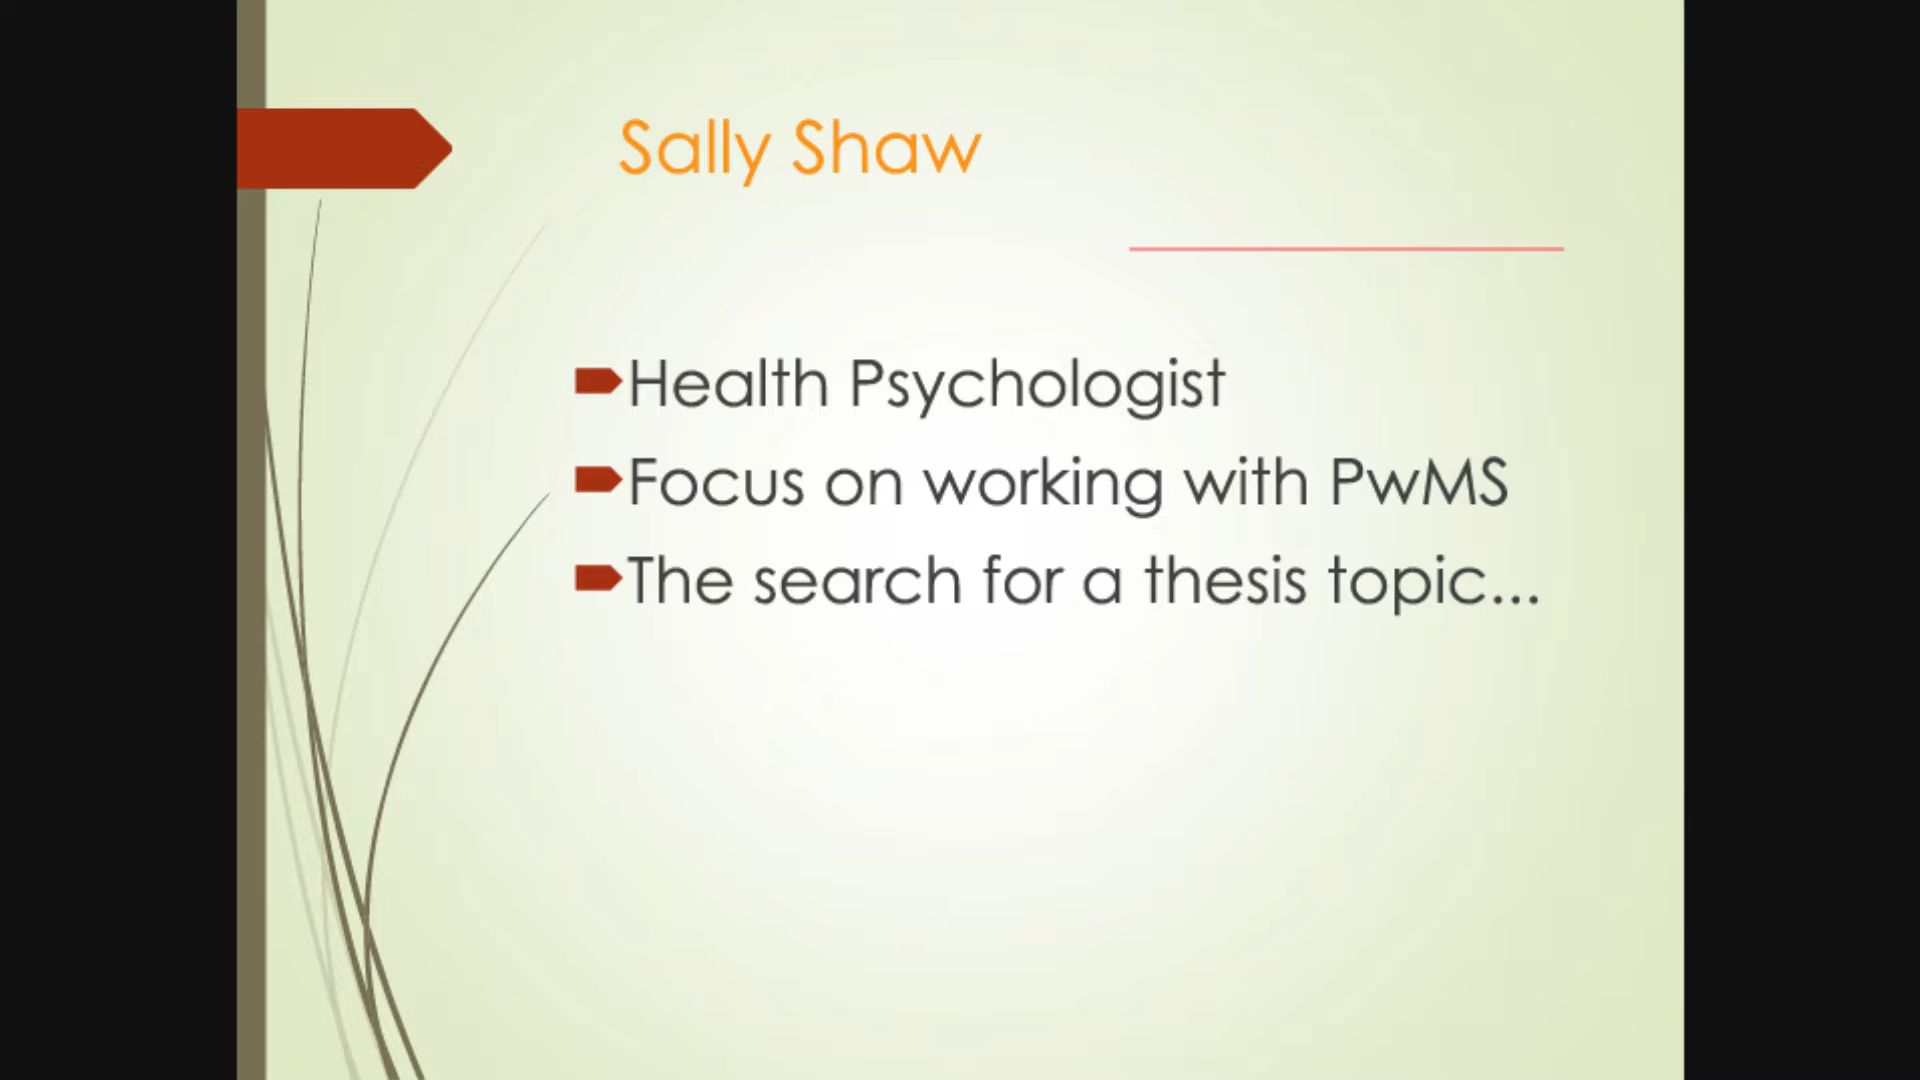 Sally Shaw
Health Psychologist
Focus on working with PwMS
The search for a thesis topic...